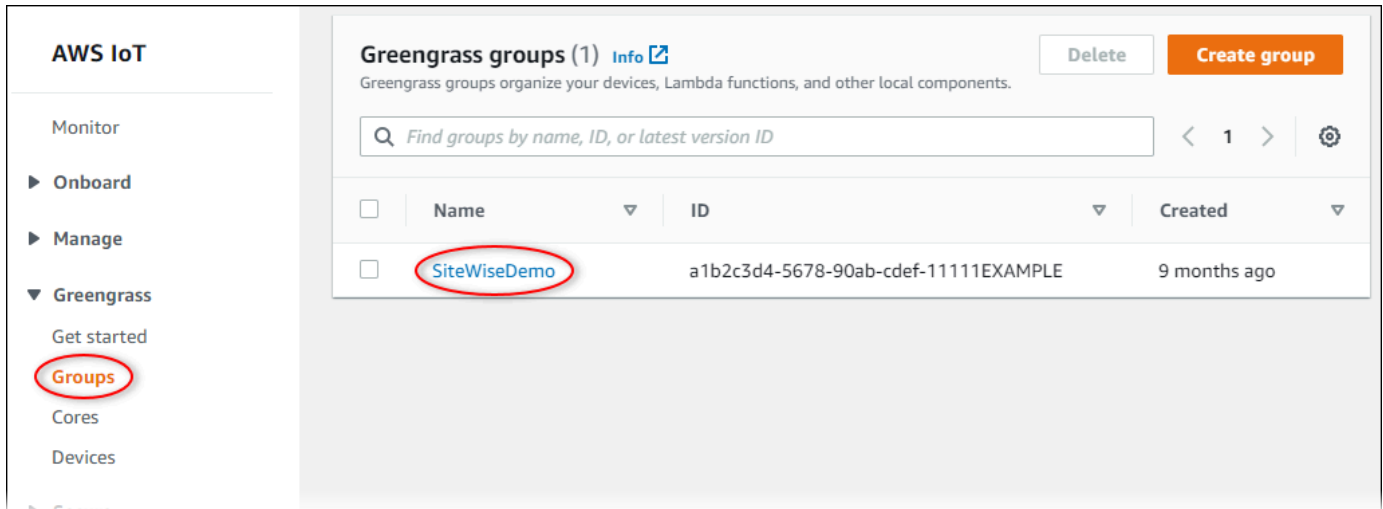 AWS IoT
Monitor
Onboard
Manage
Greengrass
Get started
Groups
Cores
Devices
Greengrass groups (1) Info
Delete
Create group
Greengrass groups organize your devices, Lambda functions, and other local components.
Find groups by name, ID, or latest version ID
1
Name ID Created
SiteWiseDemo a1b2c3d4-5678-90ab-cdef-11111EXAMPLE 9 months ago